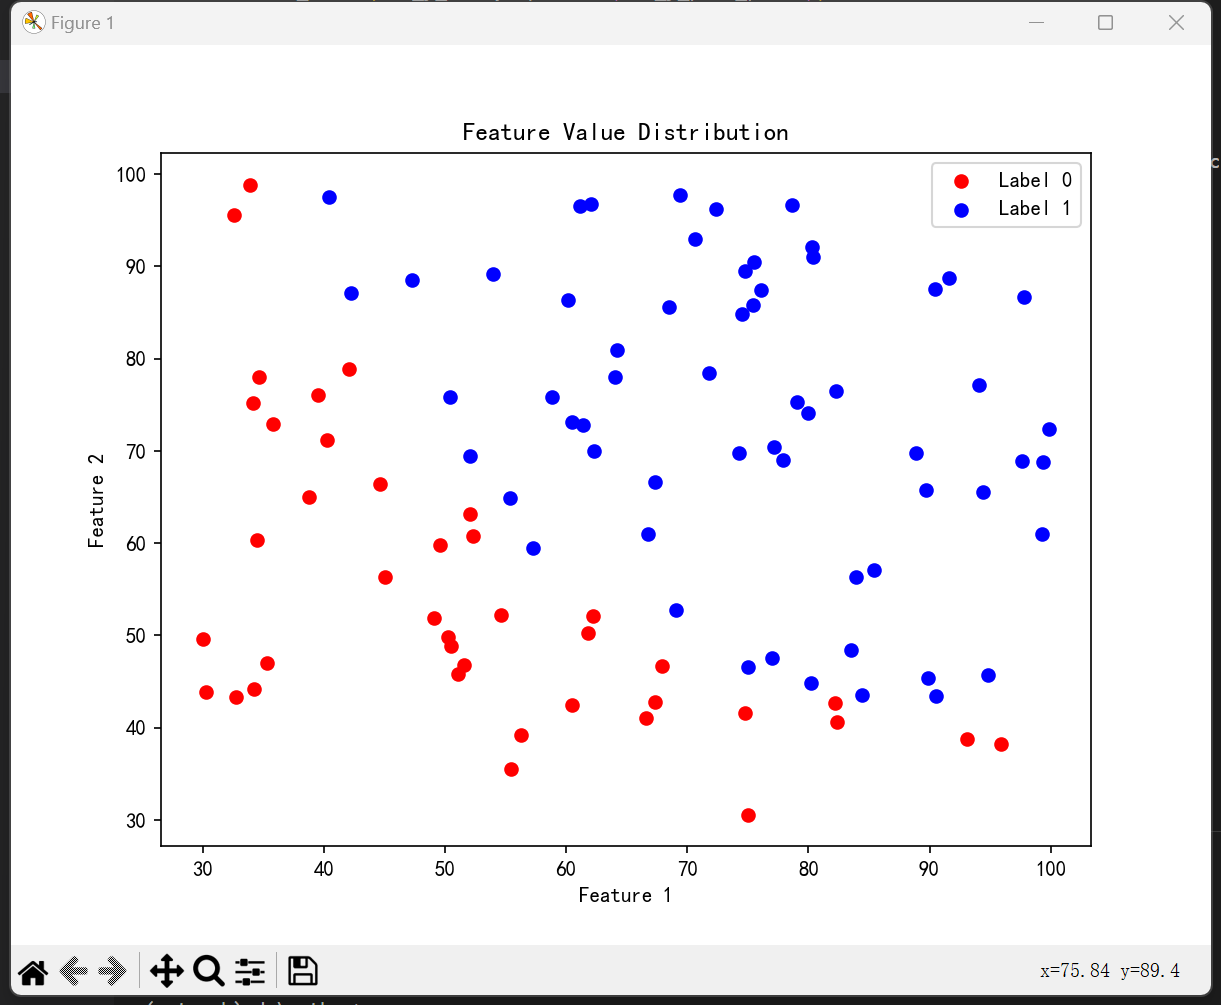 Figure 1
Feature Value Distribution
Label 0
Label 1
100
90
80
70
60
50
40
30
Feature 2
30 40 50 60 70 80 90 100
Feature 1
x=75.84 y=89.4